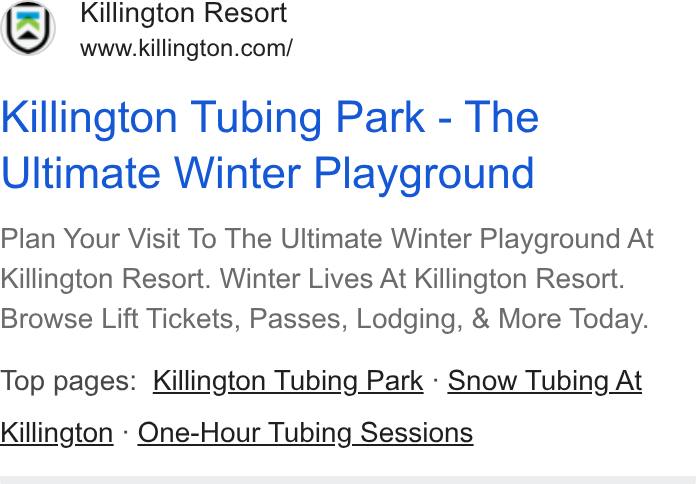 Killington Resort
www.killington.com/
Killington Tubing Park - The
Ultimate Winter Playground
Plan Your Visit To The Ultimate Winter Playground At
Killington Resort. Winter Lives At Killington Resort.
Browse Lift Tickets, Passes, Lodging, & More Today.
Top pages: Killington Tubing Park · Snow Tubing At
Killington · One-Hour Tubing Sessions